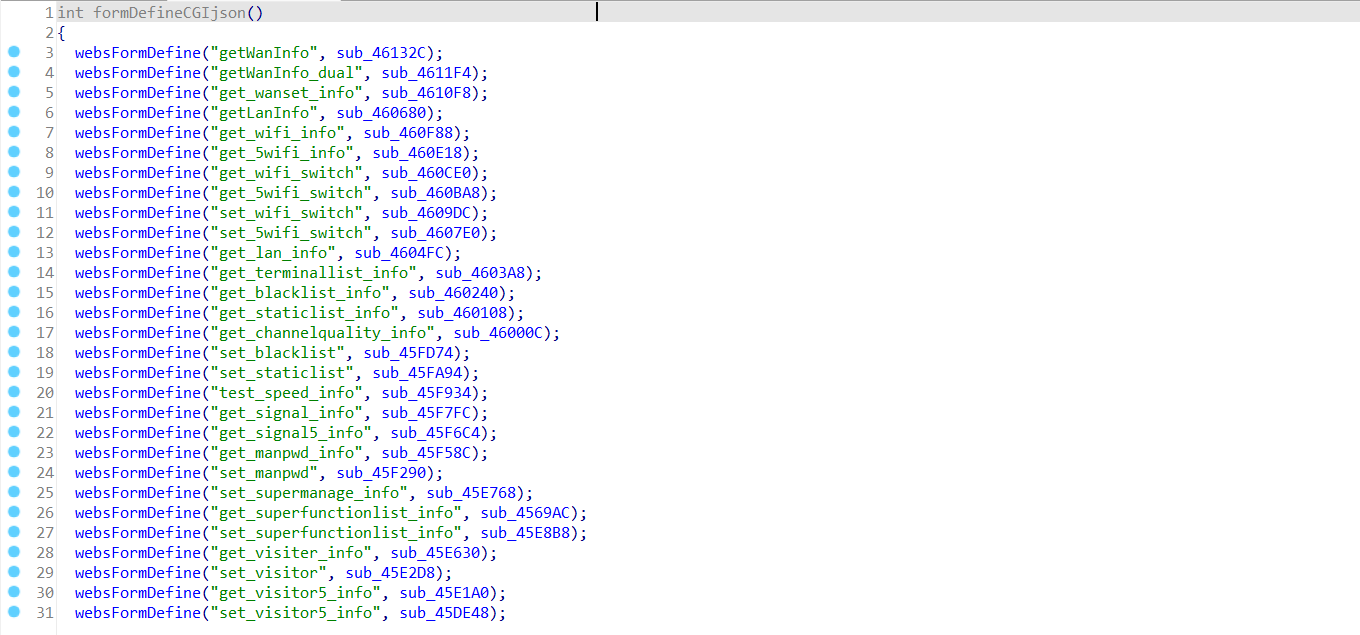 1 int formDefineCGIjson()
2 {
3 websFormDefine("getWanInfo", sub_46132C);
4 websFormDefine("getWanInfo_dual", sub_4611F4);
5 websFormDefine("get_wanset_info", sub_4610F8);
6 websFormDefine("getLanInfo", sub_460680);
7 websFormDefine("get_wifi_info", sub_460F88);
8 websFormDefine("get_5wifi_info", sub_460E18);
9 websFormDefine("get_wifi_switch", sub_460CE0);
10 websFormDefine("get_5wifi_switch", sub_460BA8);
11 websFormDefine("set_wifi_switch", sub_4609DC);
12 websFormDefine("set_5wifi_switch", sub_4607E0);
13 websFormDefine("get_lan_info", sub_4604FC);
14 websFormDefine("get_terminallist_info", sub_4603A8);
15 websFormDefine("get_blacklist_info", sub_460240);
16 websFormDefine("get_staticlist_info", sub_460108);
17 websFormDefine("get_channelquality_info", sub_46000C);
18 websFormDefine("set_blacklist", sub_45FD74);
19 websFormDefine("set_staticlist", sub_45FA94);
20 websFormDefine("test_speed_info", sub_45F934);
21 websFormDefine("get_signal_info", sub_45F7FC);
22 websFormDefine("get_signal5_info", sub_45F6C4);
23 websFormDefine("get_manpwd_info", sub_45F58C);
24 websFormDefine("set_manpwd", sub_45F290);
25 websFormDefine("set_supermanage_info", sub_45E768);
26 websFormDefine("get_superfunctionlist_info", sub_4569AC);
27 websFormDefine("set_superfunctionlist_info", sub_45E8B8);
28 websFormDefine("get_visiter_info", sub_45E630);
29 websFormDefine("set_visitor", sub_45E2D8);
30 websFormDefine("get_visitor5_info", sub_45E1A0);
31 websFormDefine("set_visitor5_info", sub_45DE48);